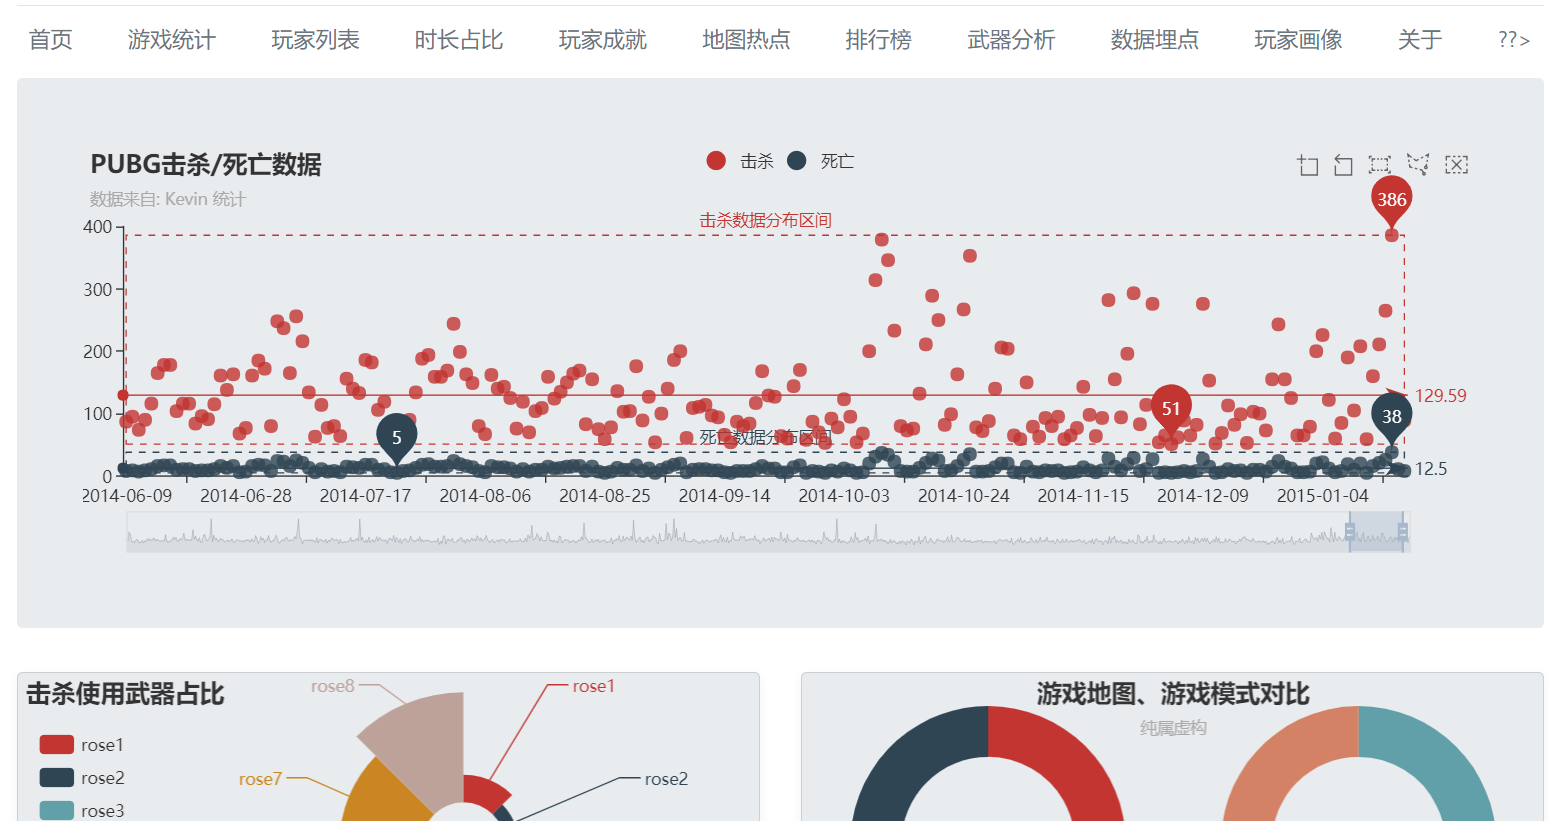 首页 游戏统计 玩家列表 时长占比 玩家成就 地图热点 排行榜 武器分析 数据埋点 玩家画像 关于 ??>
PUBG击杀/死亡数据
数据来自: Kevin 统计
击杀 死亡
击杀数据分布区间
死亡数据分布区间
400
300
200
100
0
386
51
5
38
129.59
12.5
2014-06-09 2014-06-28 2014-07-17 2014-08-06 2014-08-25 2014-09-14 2014-10-03 2014-10-24 2014-11-15 2014-12-09 2015-01-04
击杀使用武器占比
rose1
rose2
rose3
rose8
rose1
rose7
rose2
游戏地图、游戏模式对比
纯属虚构